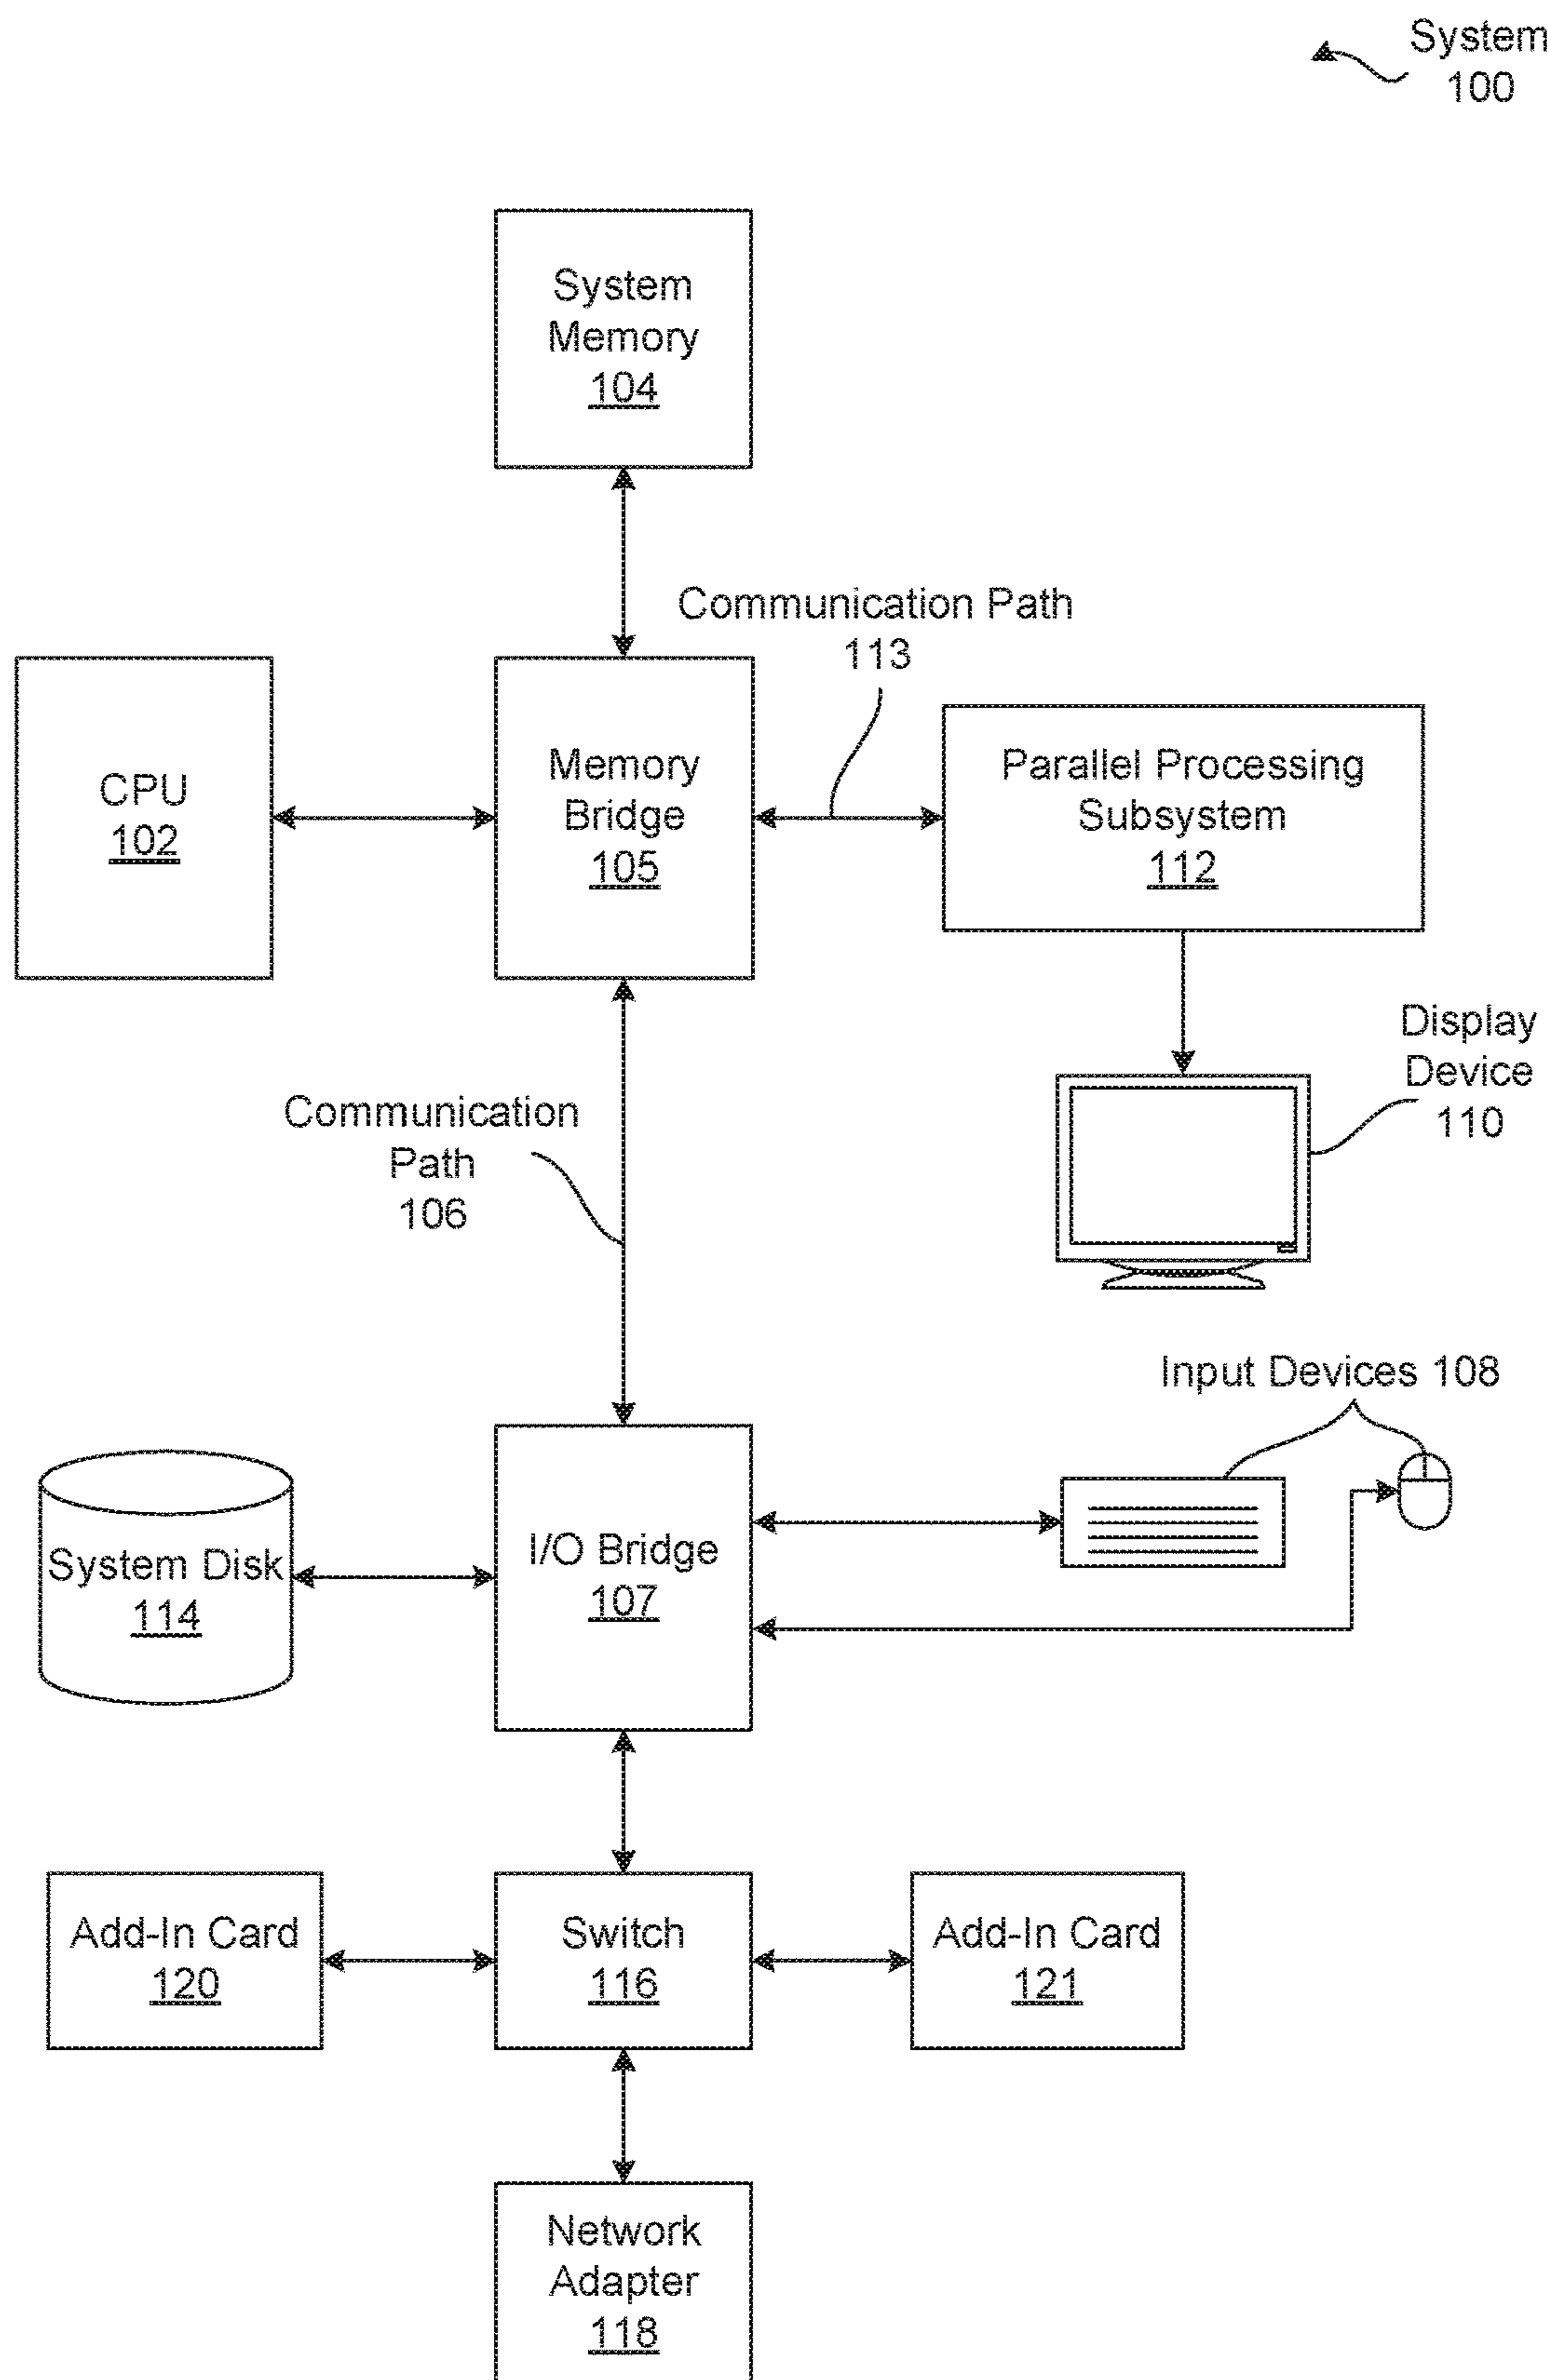 System
100
System
Memory
104
Communication Path
113
CPU
102
Memory
Bridge
105
Parallel Processing
Subsystem
112
Display
Device
110
Communication
Path
106
Input Devices 108
System Disk
114
I/O Bridge
107
Add-In Card
120
Switch
116
Add-In Card
121
Network
Adapter
118